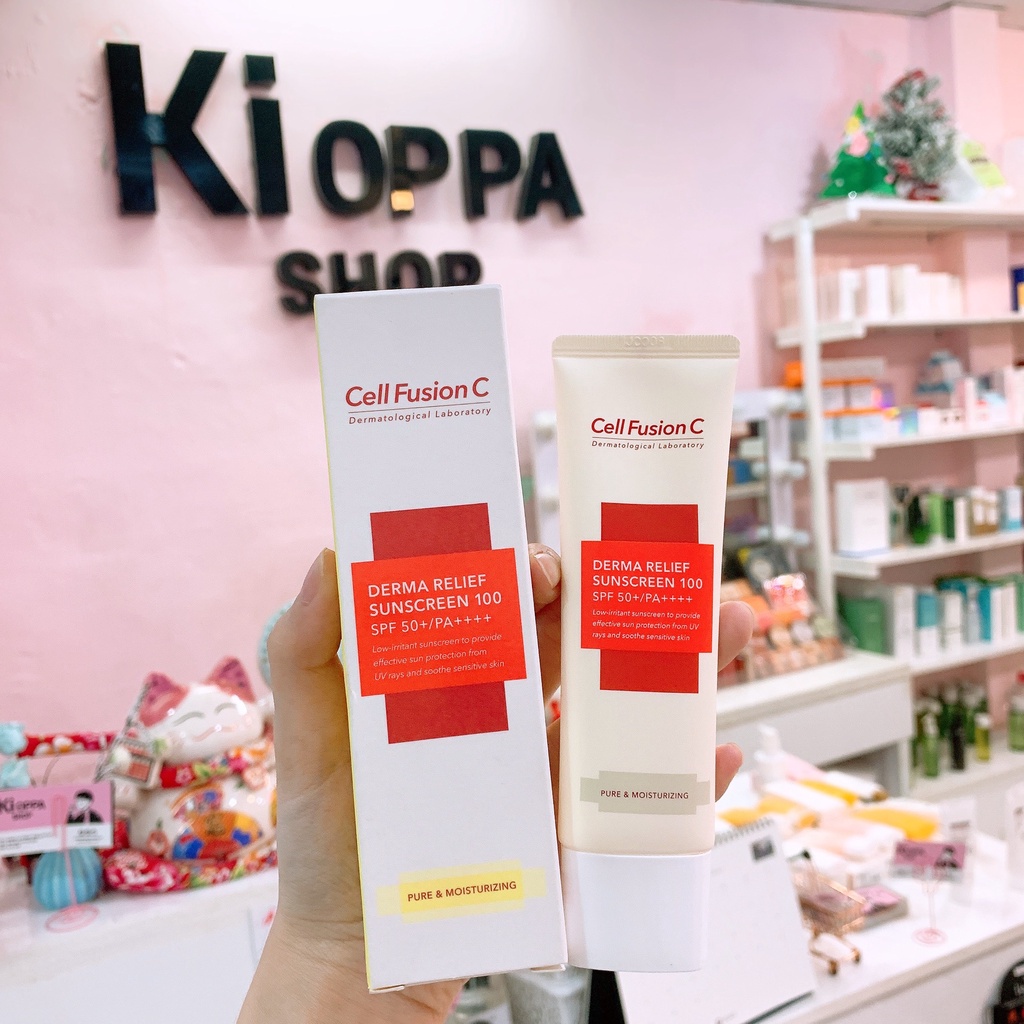 Ki OPPA
SHOP
Cell Fusion C
Dermatological Laboratory
DERMA RELIEF
SUNSCREEN 100
SPF 50+/PA++++
Low-irritant sunscreen to provide
effective sun protection from
UV rays and soothe sensitive skin
PURE & MOISTURIZING
Cell Fusion C
Dermatological Laboratory
DERMA RELIEF
SUNSCREEN 100
SPF 50+/PA++++
Low-irritant sunscreen to provide
effective sun protection from UV
rays and soothe sensitive skin
PURE & MOISTURIZING
Ki OPPA
SHOP